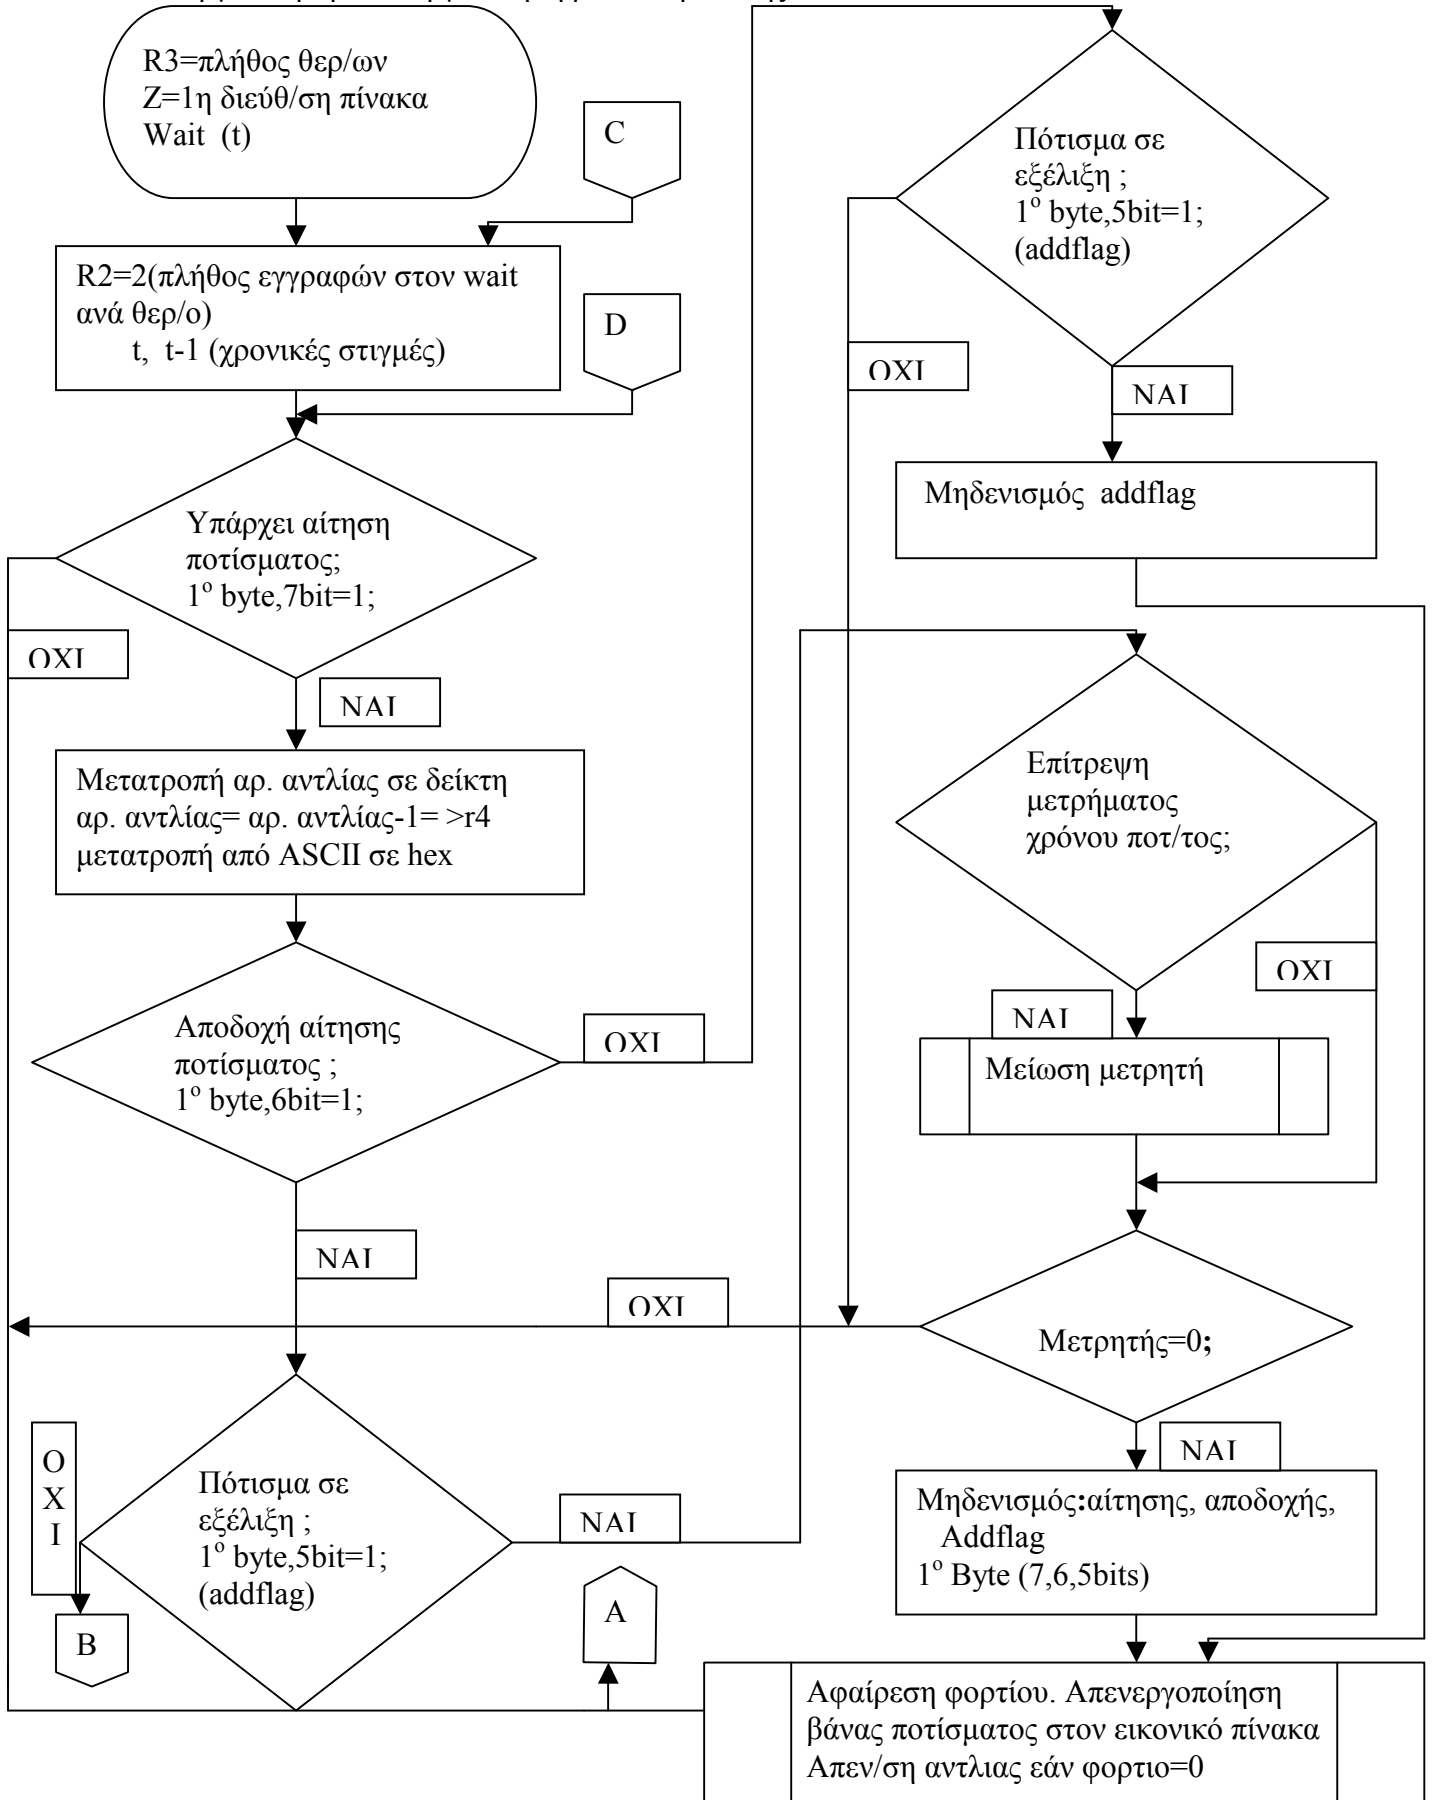 R3=πλήθος θερ/ων
Z=1η διεύθ/ση πίνακα
Wait (t)
C
R2=2(πλήθος εγγραφών στον wait
ανά θερ/ο)
t, t-1 (χρονικές στιγμές)
D
Υπάρχει αίτηση
ποτίσματος;
1º byte,7bit=1;
ΟΧΙ
ΝΑΙ
Μετατροπή αρ. αντλίας σε δείκτη
αρ. αντλίας= αρ. αντλίας-1= >r4
μετατροπή από ASCII σε hex
Αποδοχή αίτησης
ποτίσματος ;
1º byte,6bit=1;
ΟΧΙ
ΝΑΙ
ΟΧΙ
Πότισμα σε
εξέλιξη ;
1º byte,5bit=1;
(addflag)
Ο
Χ
Ι
ΝΑΙ
B
A
Πότισμα σε
εξέλιξη ;
1º byte,5bit=1;
(addflag)
ΟΧΙ
ΝΑΙ
Μηδενισμός addflag
Επίτρεψη
μετρήματος
χρόνου ποτ/τος;
ΟΧΙ
ΝΑΙ
Μείωση μετρητή
Μετρητής=0;
ΝΑΙ
Μηδενισμός:αίτησης, αποδοχής,
Addflag
1º Byte (7,6,5bits)
Αφαίρεση φορτίου. Απενεργοποίηση
βάνας ποτίσματος στον εικονικό πίνακα
Απεν/ση αντλιας εάν φορτιο=0